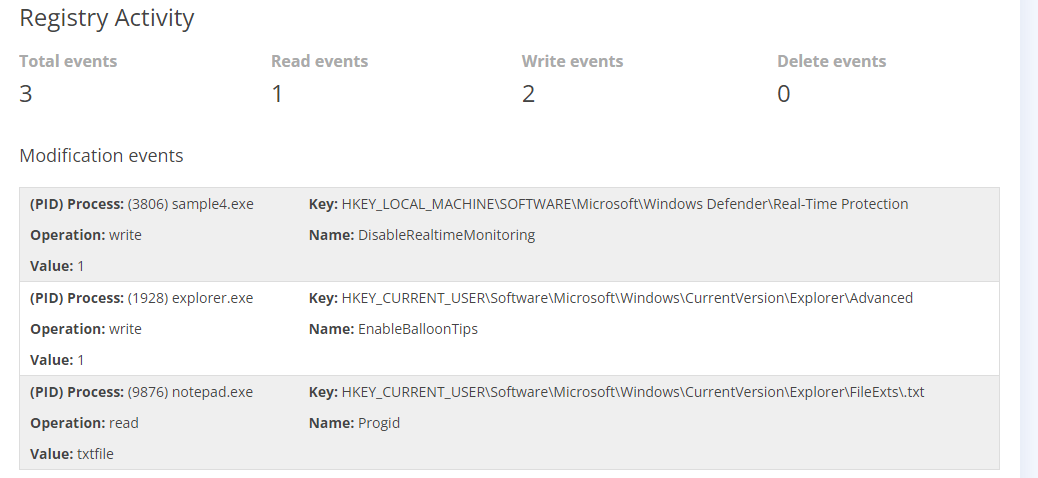 Registry Activity
Total events Read events Write events Delete events
3 1 2 0
Modification events
(PID) Process: (3806) sample4.exe Key: HKEY_LOCAL_MACHINE\SOFTWARE\Microsoft\Windows Defender\Real-Time Protection
Operation: write Name: DisableRealtimeMonitoring
Value: 1
(PID) Process: (1928) explorer.exe Key: HKEY_CURRENT_USER\Software\Microsoft\Windows\CurrentVersion\Explorer\Advanced
Operation: write Name: EnableBalloonTips
Value: 1
(PID) Process: (9876) notepad.exe Key: HKEY_CURRENT_USER\Software\Microsoft\Windows\CurrentVersion\Explorer\FileExts\.txt
Operation: read Name: Progid
Value: txtfile